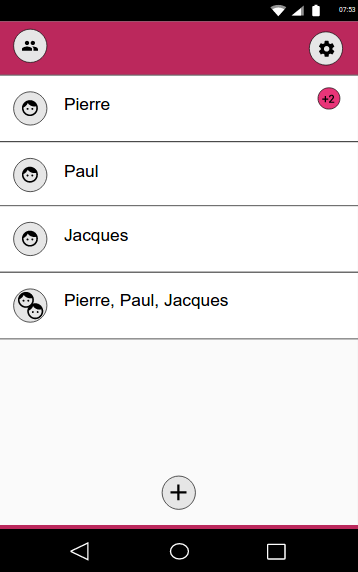 07:53
Pierre
+2
Paul
Jacques
Pierre, Paul, Jacques